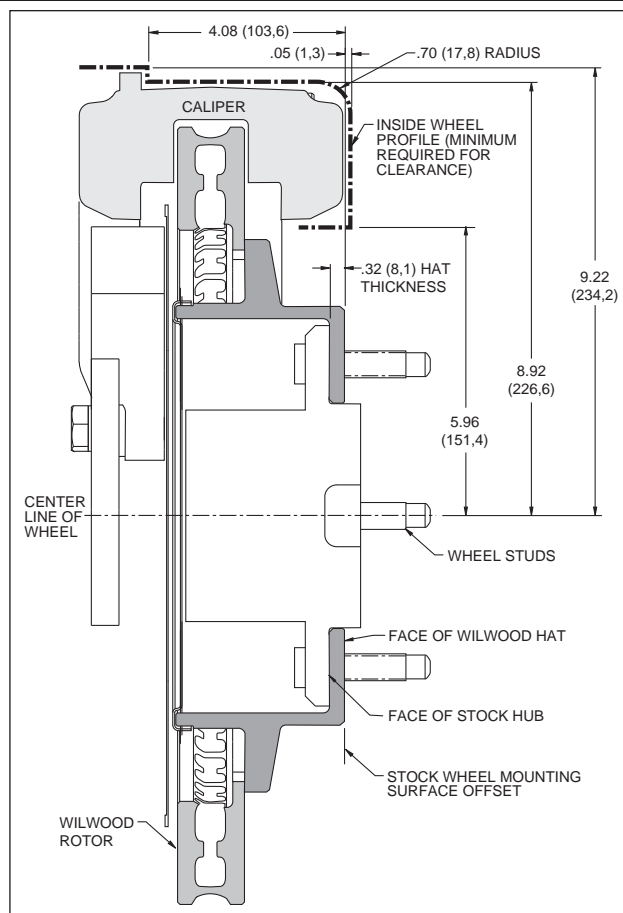 4.08 (103,6)
.05 (1,3)
.70 (17,8) RADIUS
CALIPER
INSIDE WHEEL
PROFILE (MINIMUM
REQUIRED FOR
CLEARANCE)
.32 (8,1) HAT
THICKNESS
9.22
(234,2)
8.92
(226,6)
5.96
(151,4)
CENTER
LINE OF
WHEEL
WHEEL STUDS
FACE OF WILWOOD HAT
FACE OF STOCK HUB
STOCK WHEEL MOUNTING
SURFACE OFFSET
WILWOOD
ROTOR